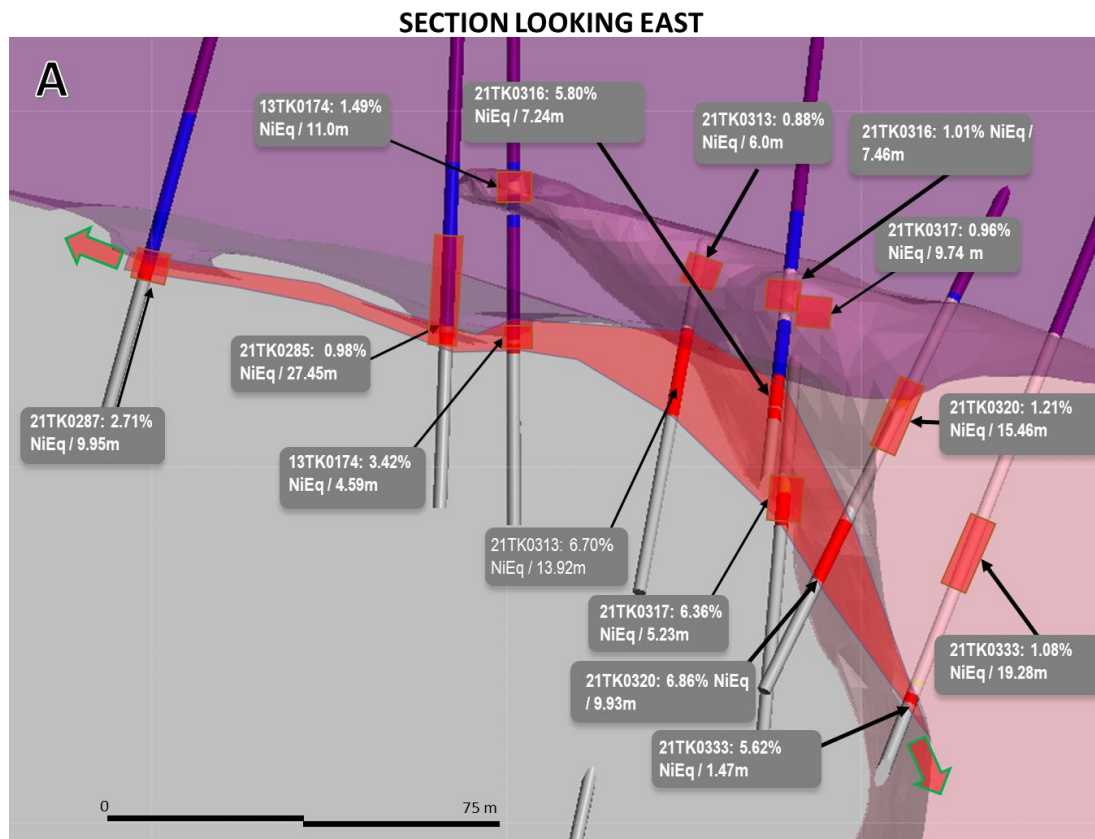 SECTION LOOKING EAST
A
13TK0174: 1.49%
NiEq / 11.0m
21TK0316: 5.80%
NiEq / 7.24m
21TK0313: 0.88%
NiEq / 6.0m
21TK0316: 1.01% NiEq /
7.46m
21TK0317: 0.96%
NiEq / 9.74 m
21TK0285: 0.98%
NiEq / 27.45m
21TK0287: 2.71%
NiEq / 9.95m
13TK0174: 3.42%
NiEq / 4.59m
21TK0320: 1.21%
NiEq / 15.46m
21TK0313: 6.70%
NiEq / 13.92m
21TK0317: 6.36%
NiEq / 5.23m
21TK0333: 1.08%
NiEq / 19.28m
21TK0320: 6.86% NiEq
/ 9.93m
21TK0333: 5.62%
NiEq / 1.47m
0
75 m